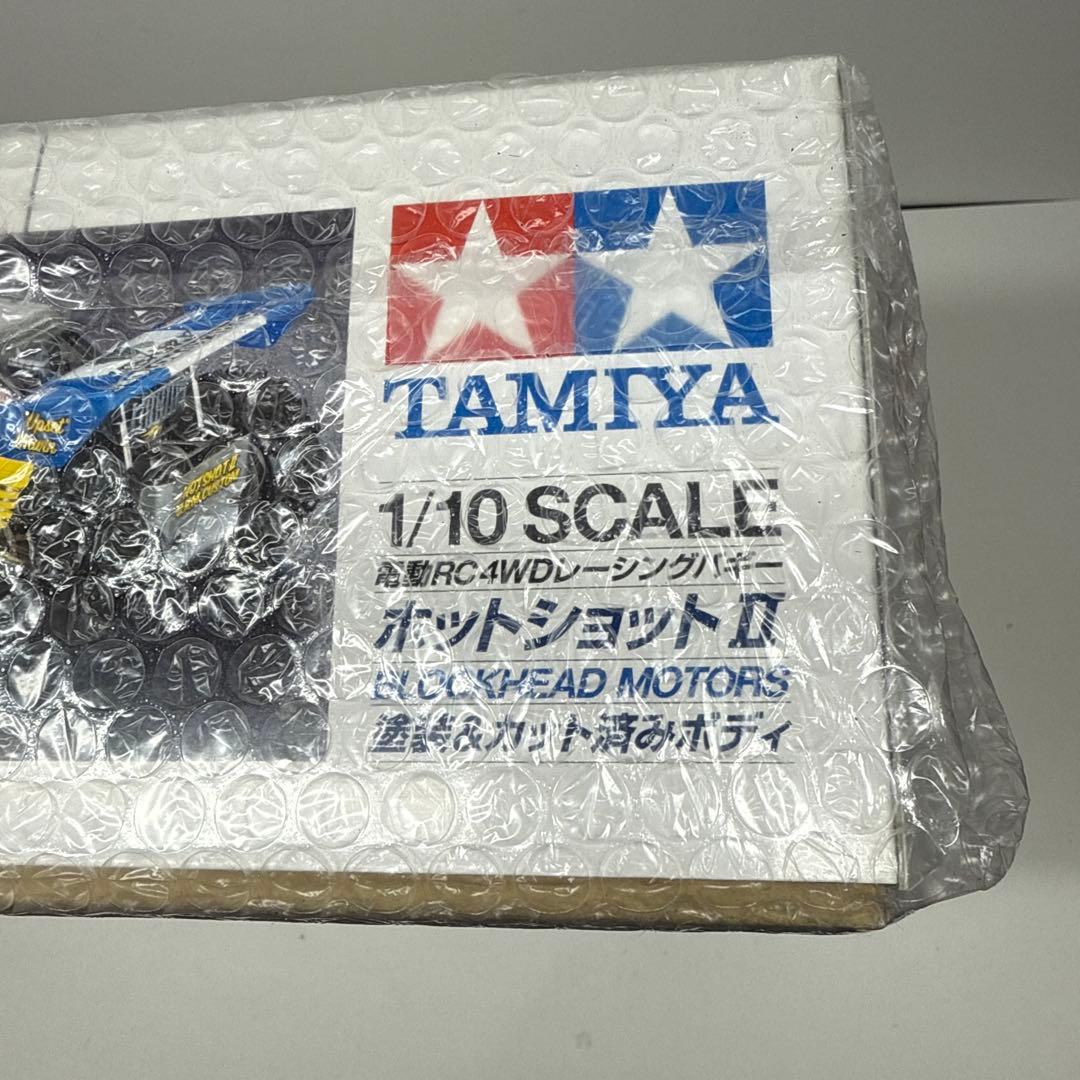 TAMIYA
1/10 SCALE
電動RC4WDレーシングバギー
ホットショットⅡ
BLOCKHEAD MOTORS
塗装&カット済みボディ
HOTSHOT II